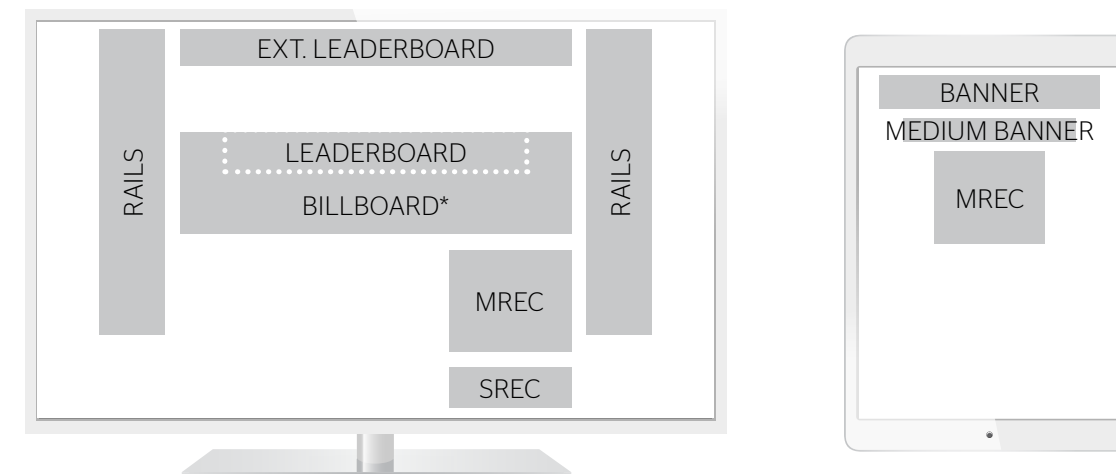 EXT. LEADERBOARD
RAILS
LEADERBOARD
BILLBOARD*
RAILS
MREC
SREC
BANNER
MEDIUM BANNER
MREC